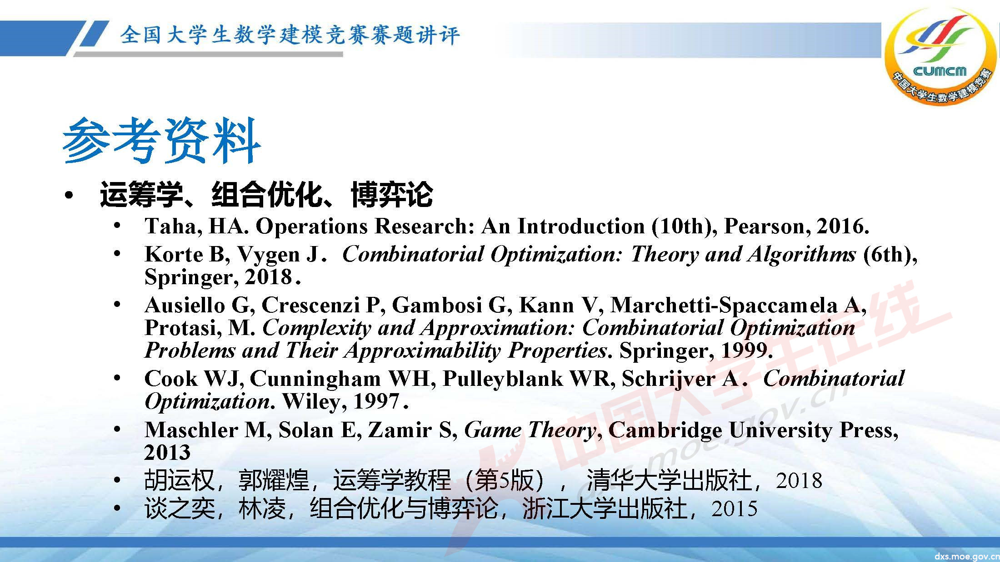 全国大学生数学建模竞赛赛题讲评
CUMCM
中国大学生数学建模竞赛
参考资料
• 运筹学、组合优化、博弈论
• Taha, HA. Operations Research: An Introduction (10th), Pearson, 2016.
• Korte B, Vygen J. Combinatorial Optimization: Theory and Algorithms (6th),
Springer, 2018.
• Ausiello G, Crescenzi P, Gambosi G, Kann V, Marchetti-Spaccamela A,
Protasi, M. Complexity and Approximation: Combinatorial Optimization
Problems and Their Approximability Properties. Springer, 1999.
• Cook WJ, Cunningham WH, Pulleyblank WR, Schrijver A. Combinatorial
Optimization. Wiley, 1997.
• Maschler M, Solan E, Zamir S, Game Theory, Cambridge University Press,
2013
• 胡运权，郭耀煌，运筹学教程（第5版），清华大学出版社，2018
• 谈之奕，林凌，组合优化与博弈论，浙江大学出版社，2015
中国大学生在线
dxs.moe.gov.cn
dxs.moe.gov.cn